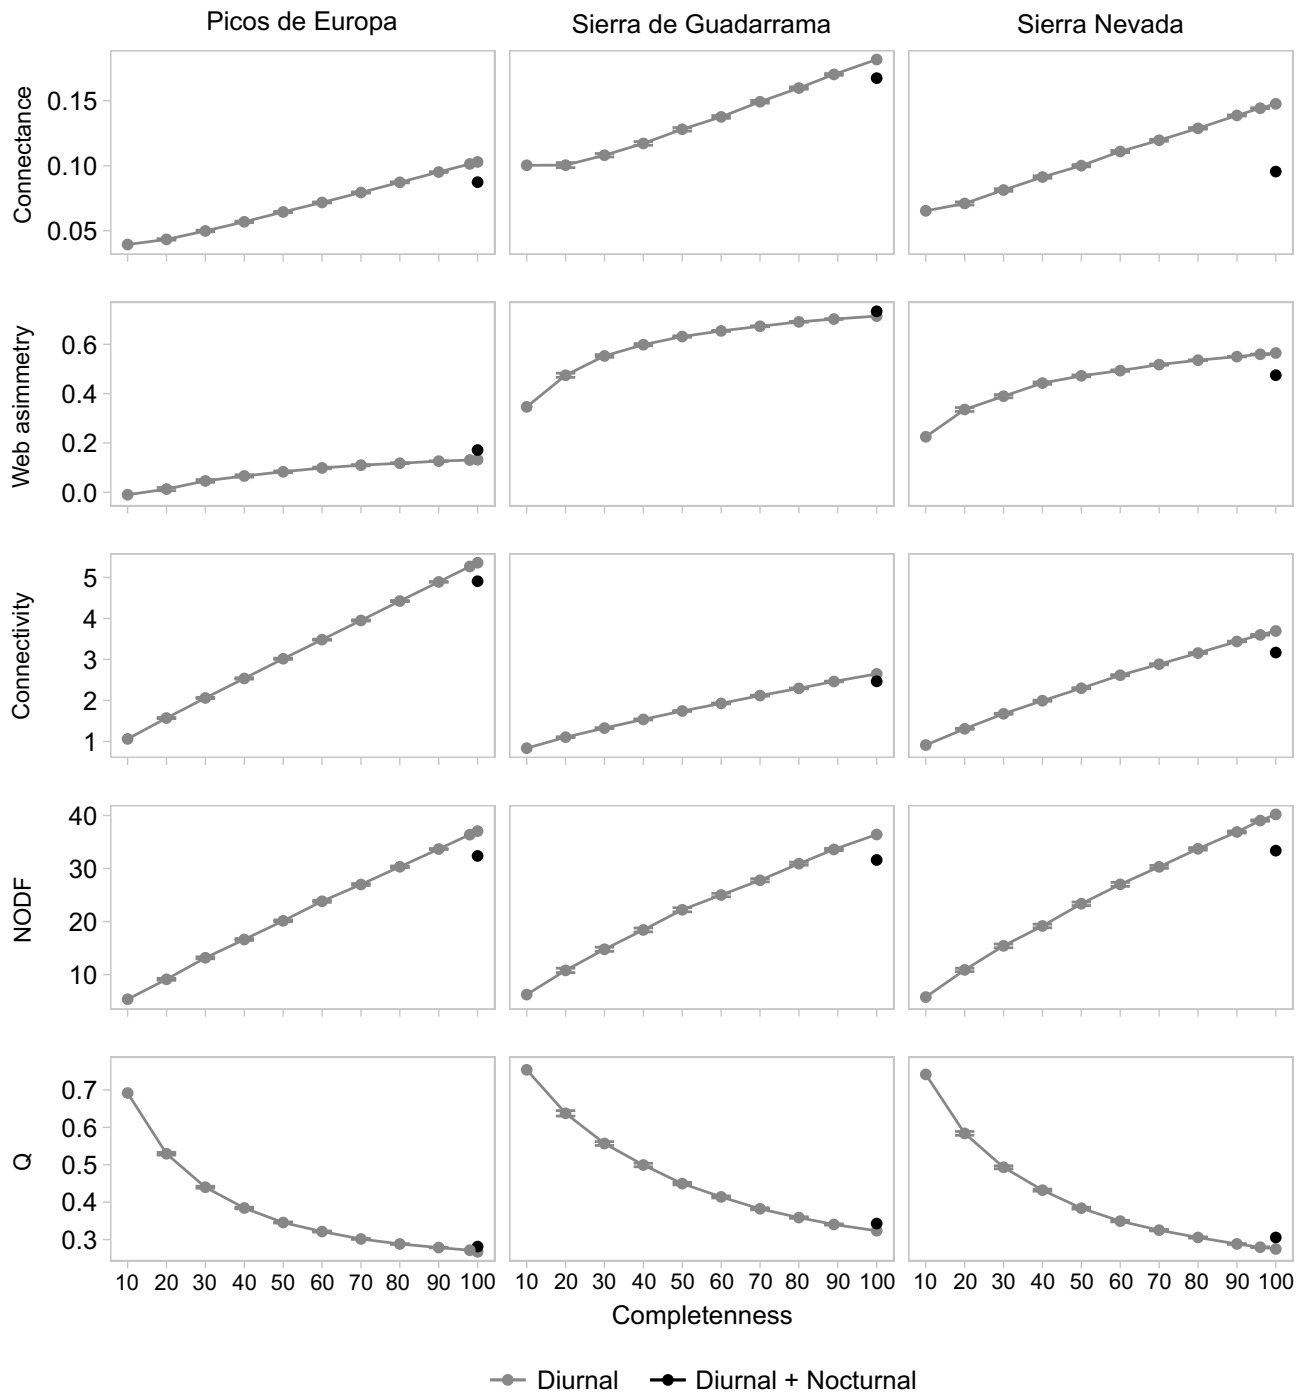 Picos de Europa Sierra de Guadarrama Sierra Nevada
Connectance
0.15
0.10
0.05
Web asimmetry
0.6
0.4
0.2
0.0
Connectivity
5
4
3
2
1
NODF
40
30
20
10
Q
0.7
0.6
0.5
0.4
0.3
10 20 30 40 50 60 70 80 90 100 10 20 30 40 50 60 70 80 90 100 10 20 30 40 50 60 70 80 90 100
Completenness
Diurnal Diurnal + Nocturnal